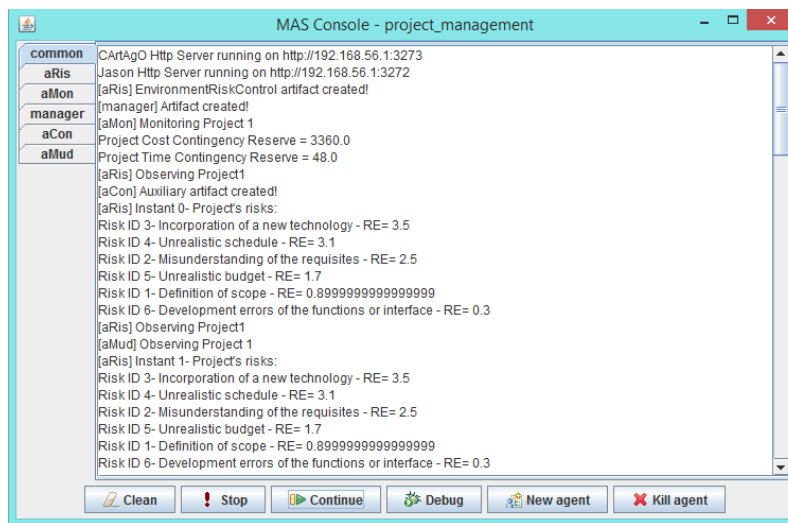 MAS Console - project_management
common
aRis
aMon
manager
aCon
aMud
CArtAgO Http Server running on http://192.168.56.1:3273
Jason Http Server running on http://192.168.56.1:3272
[aRis] EnvironmentRiskControl artifact created!
[manager] Artifact created!
[aMon] Monitoring Project 1
Project Cost Contingency Reserve = 3360.0
Project Time Contingency Reserve = 48.0
[aRis] Observing Project1
[aCon] Auxiliary artifact created!
[aRis] Instant 0- Project's risks:
Risk ID 3- Incorporation of a new technology - RE= 3.5
Risk ID 4- Unrealistic schedule - RE= 3.1
Risk ID 2- Misunderstanding of the requisites - RE= 2.5
Risk ID 5- Unrealistic budget - RE= 1.7
Risk ID 1- Definition of scope - RE= 0.8999999999999999
Risk ID 6- Development errors of the functions or interface - RE= 0.3
[aRis] Observing Project1
[aMud] Observing Project 1
[aRis] Instant 1- Project's risks:
Risk ID 3- Incorporation of a new technology - RE= 3.5
Risk ID 4- Unrealistic schedule - RE= 3.1
Risk ID 2- Misunderstanding of the requisites - RE= 2.5
Risk ID 5- Unrealistic budget - RE= 1.7
Risk ID 1- Definition of scope - RE= 0.8999999999999999
Risk ID 6- Development errors of the functions or interface - RE= 0.3
Clean Stop Continue Debug New agent Kill agent